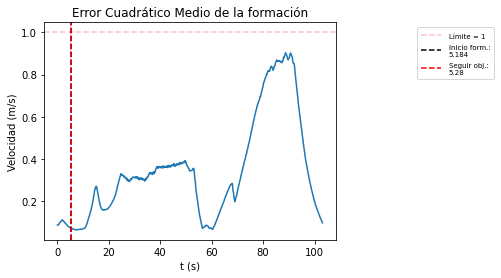 Error Cuadrático Medio de la formación
Velocidad (m/s)
1.0
0.8
0.6
0.4
0.2
0
20
40
60
80
100
t (s)
Límite = 1
Inicio form.:
5.184
Seguir obj.:
5.28